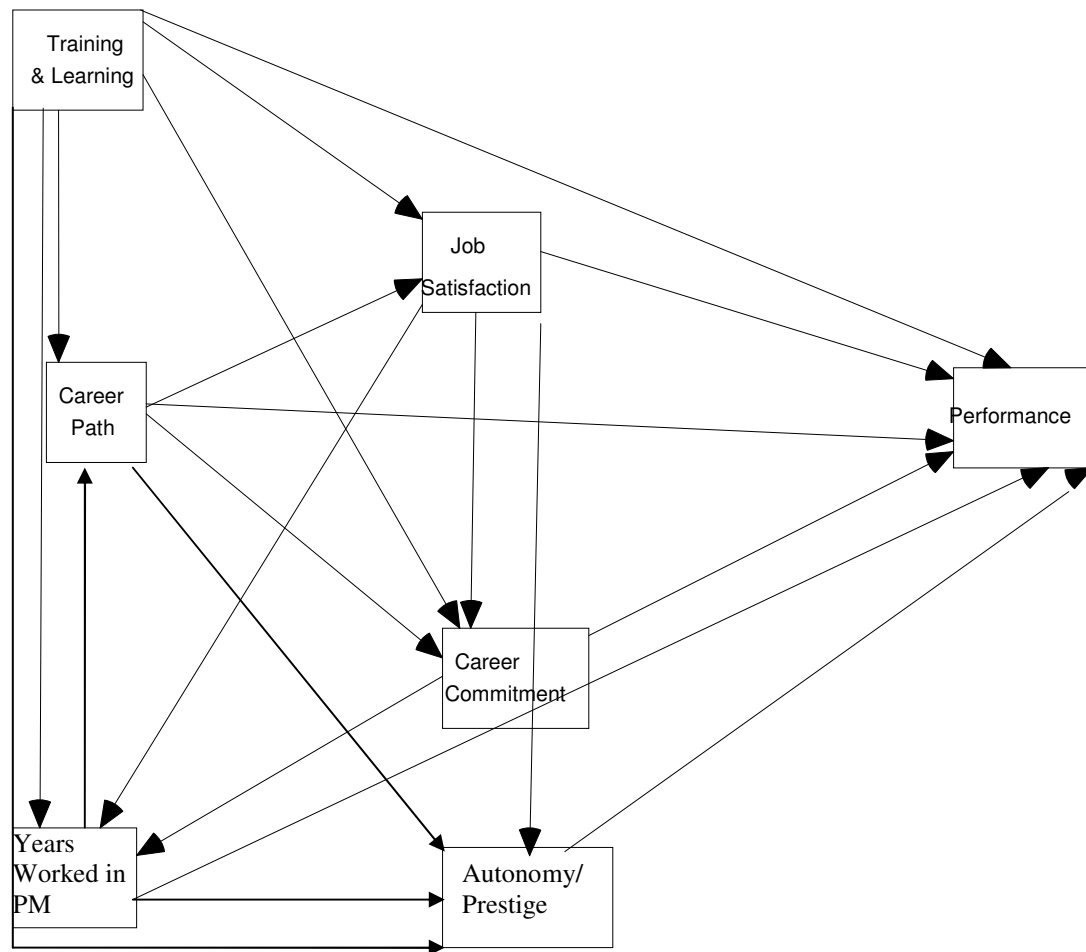 Training
& Learning
Job
Satisfaction
Career
Path
Performance
Career
Commitment
Years
Worked in
PM
Autonomy/
Prestige